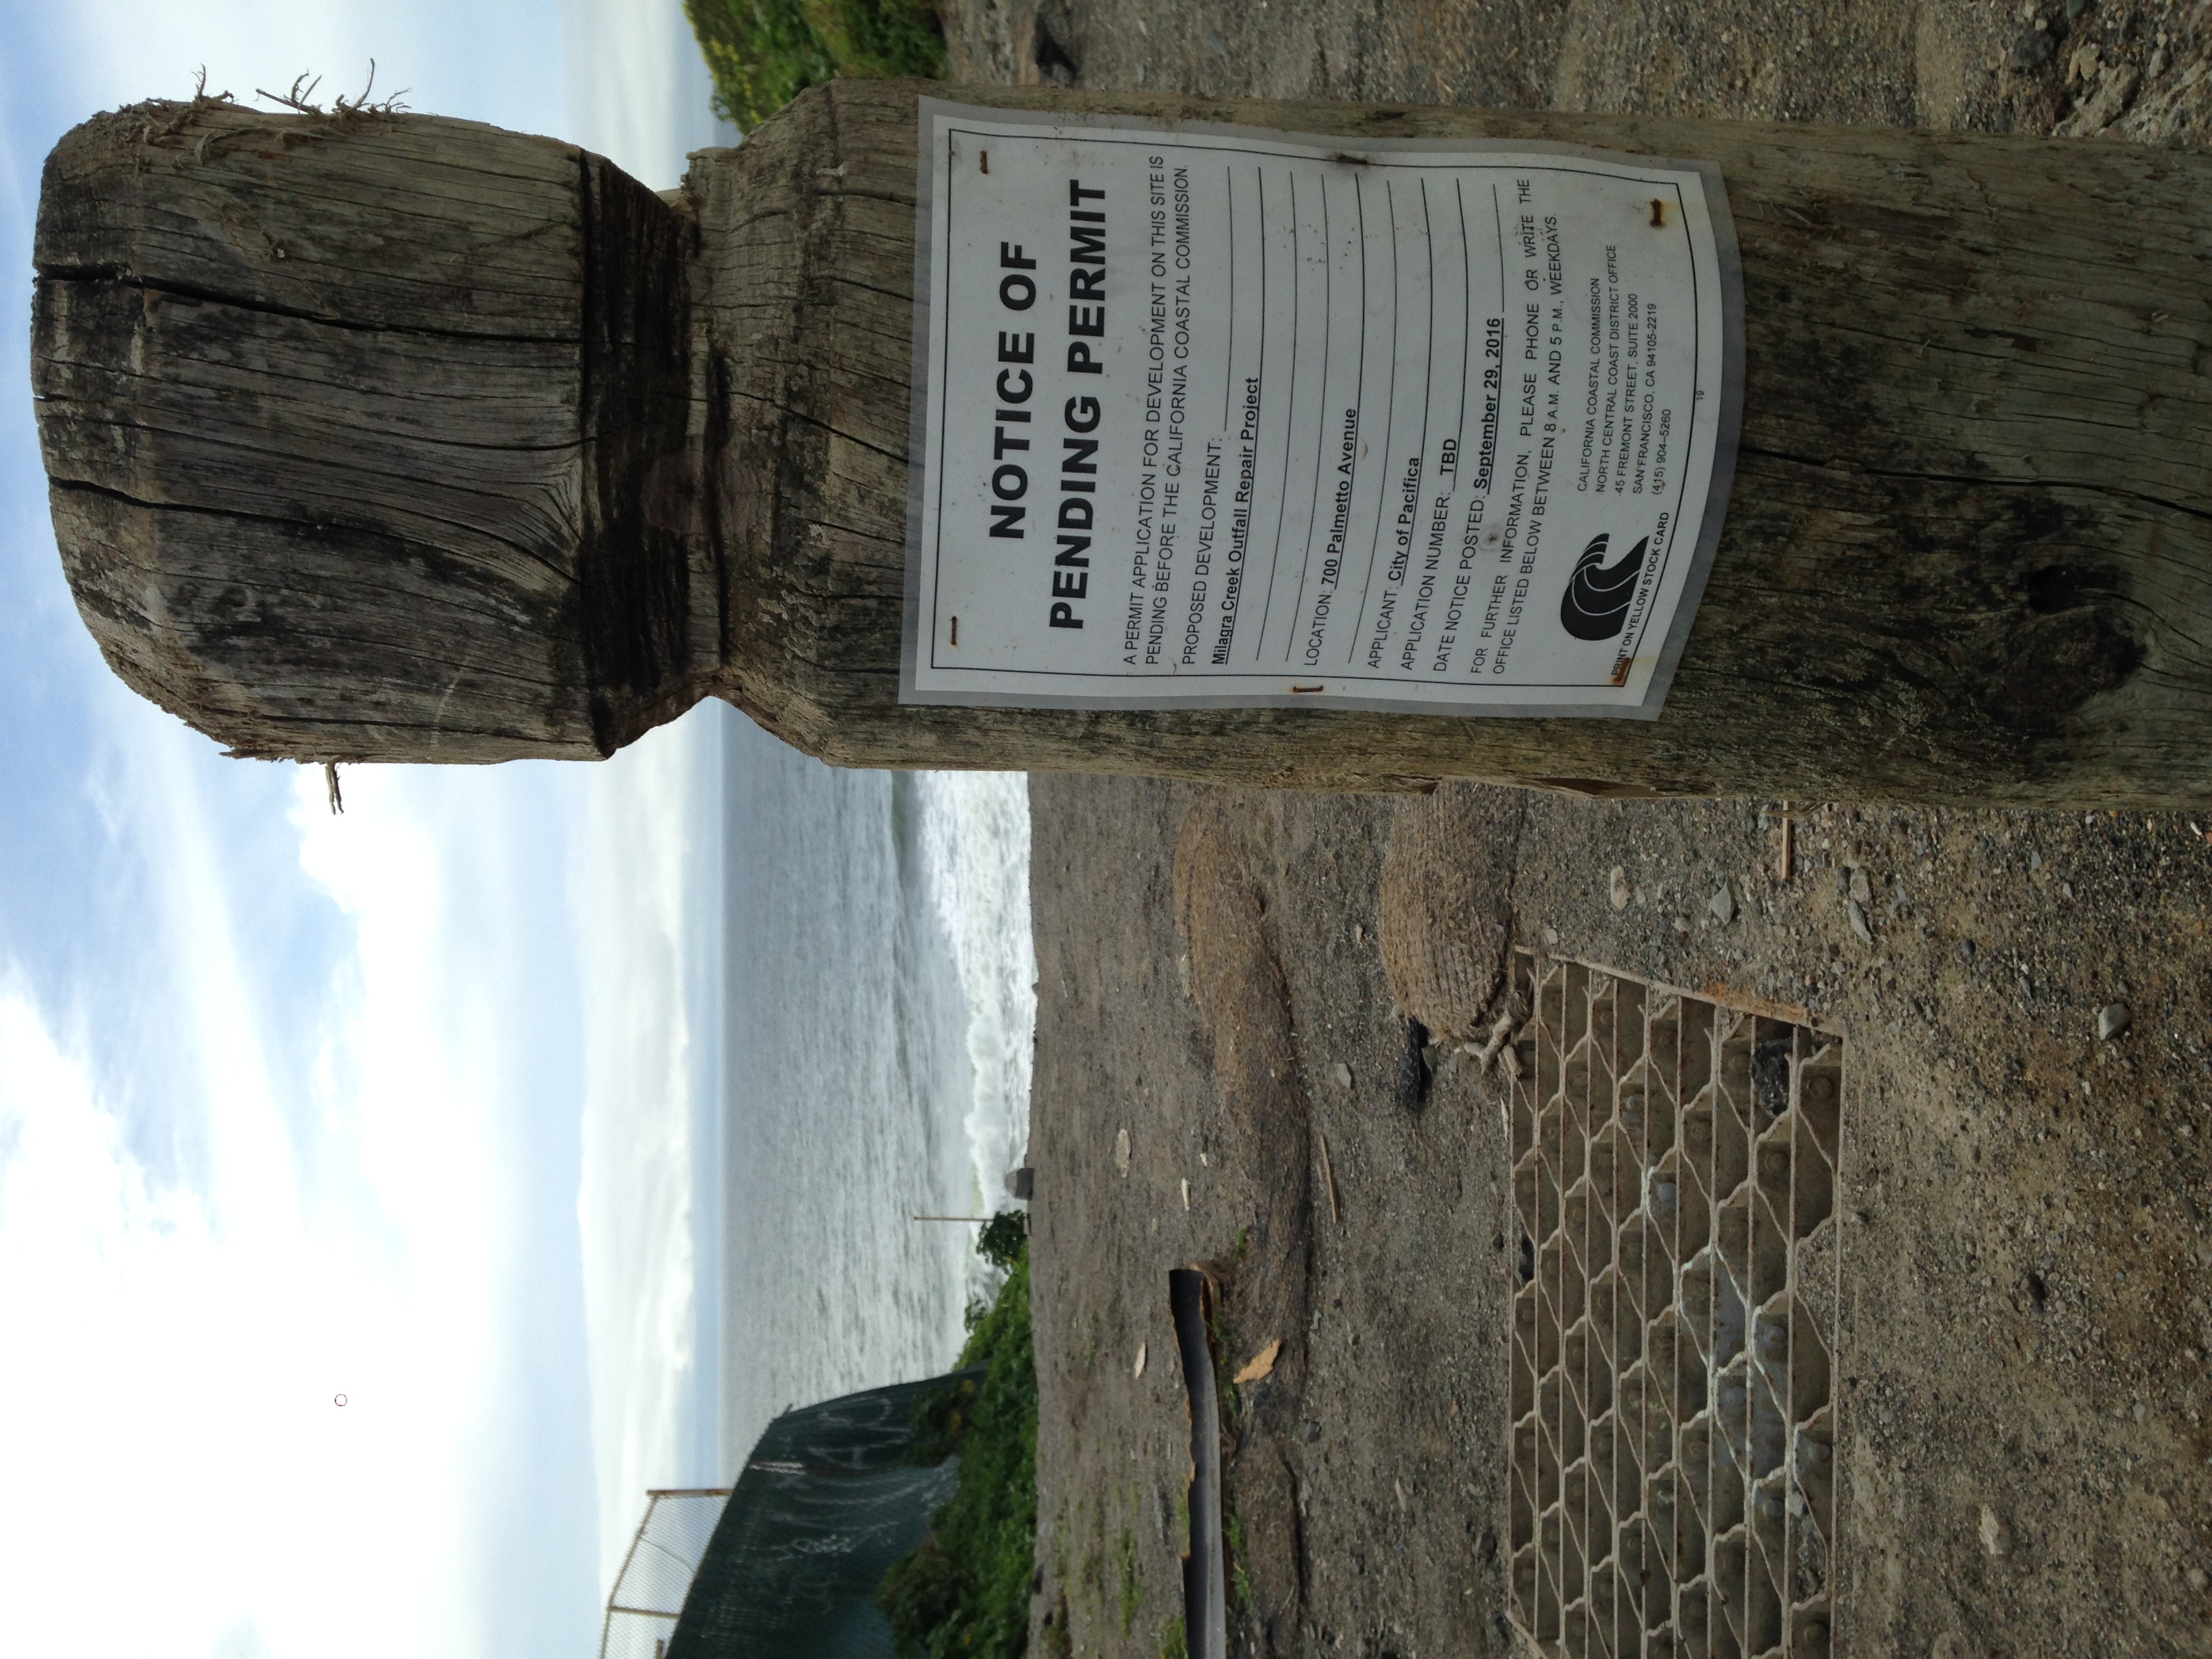 NOTICE OF
PENDING PERMIT
A PERMIT APPLICATION FOR DEVELOPMENT ON THIS SITE IS
PENDING BEFORE THE CALIFORNIA COASTAL COMMISSION.
PROPOSED DEVELOPMENT:
Milagra Creek Outfall Repair Project
LOCATION: 700 Palmetto Avenue
APPLICANT: City of Pacifica
APPLICATION NUMBER: TBD
DATE NOTICE POSTED: September 29, 2016
FOR FURTHER INFORMATION, PLEASE PHONE OR WRITE THE
OFFICE LISTED BELOW BETWEEN 8 A.M. AND 5 P.M., WEEKDAYS.
PRINT ON YELLOW STOCK CARD
CALIFORNIA COASTAL COMMISSION
NORTH CENTRAL COAST DISTRICT OFFICE
45 FREMONT STREET, SUITE 2000
SAN FRANCISCO, CA 94105-2219
(415) 904–5260
19